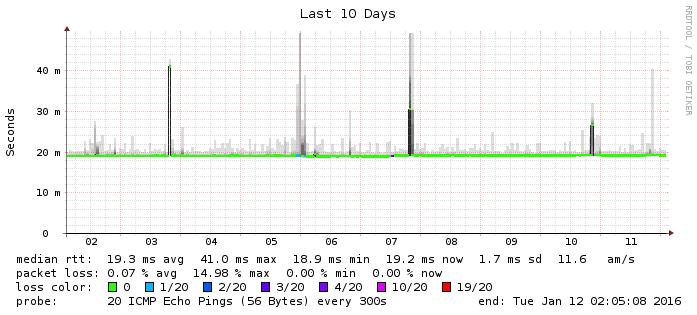 Last 10 Days
RRDTOOL / TOBI OETIKER
Seconds
40 m
30 m
20 m
10 m
0
02 03 04 05 06 07 08 09 10 11
median rtt: 19.3 ms avg 41.0 ms max 18.9 ms min 19.2 ms now 1.7 ms sd 11.6 am/s
packet loss: 0.07 % avg 14.98 % max 0.00 % min 0.00 % now
loss color: 0 1/20 2/20 3/20 4/20 10/20 19/20
probe: 20 ICMP Echo Pings (56 Bytes) every 300s end: Tue Jan 12 02:05:08 2016